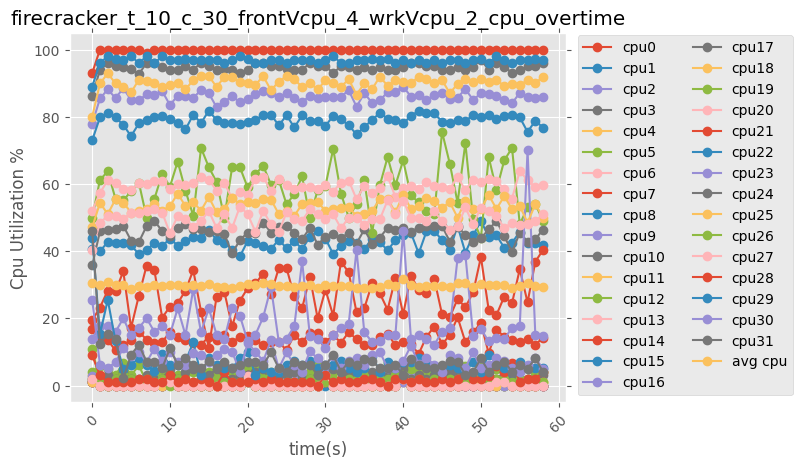 firecracker_t_10_c_30_frontVcpu_4_wrkVcpu_2_cpu_overtime
100
80
60
40
20
0
Cpu Utilization %
0
10
20
30
40
50
60
time(s)
cpu0
cpu1
cpu2
cpu3
cpu4
cpu5
cpu6
cpu7
cpu8
cpu9
cpu10
cpu11
cpu12
cpu13
cpu14
cpu15
cpu16
cpu17
cpu18
cpu19
cpu20
cpu21
cpu22
cpu23
cpu24
cpu25
cpu26
cpu27
cpu28
cpu29
cpu30
cpu31
avg cpu